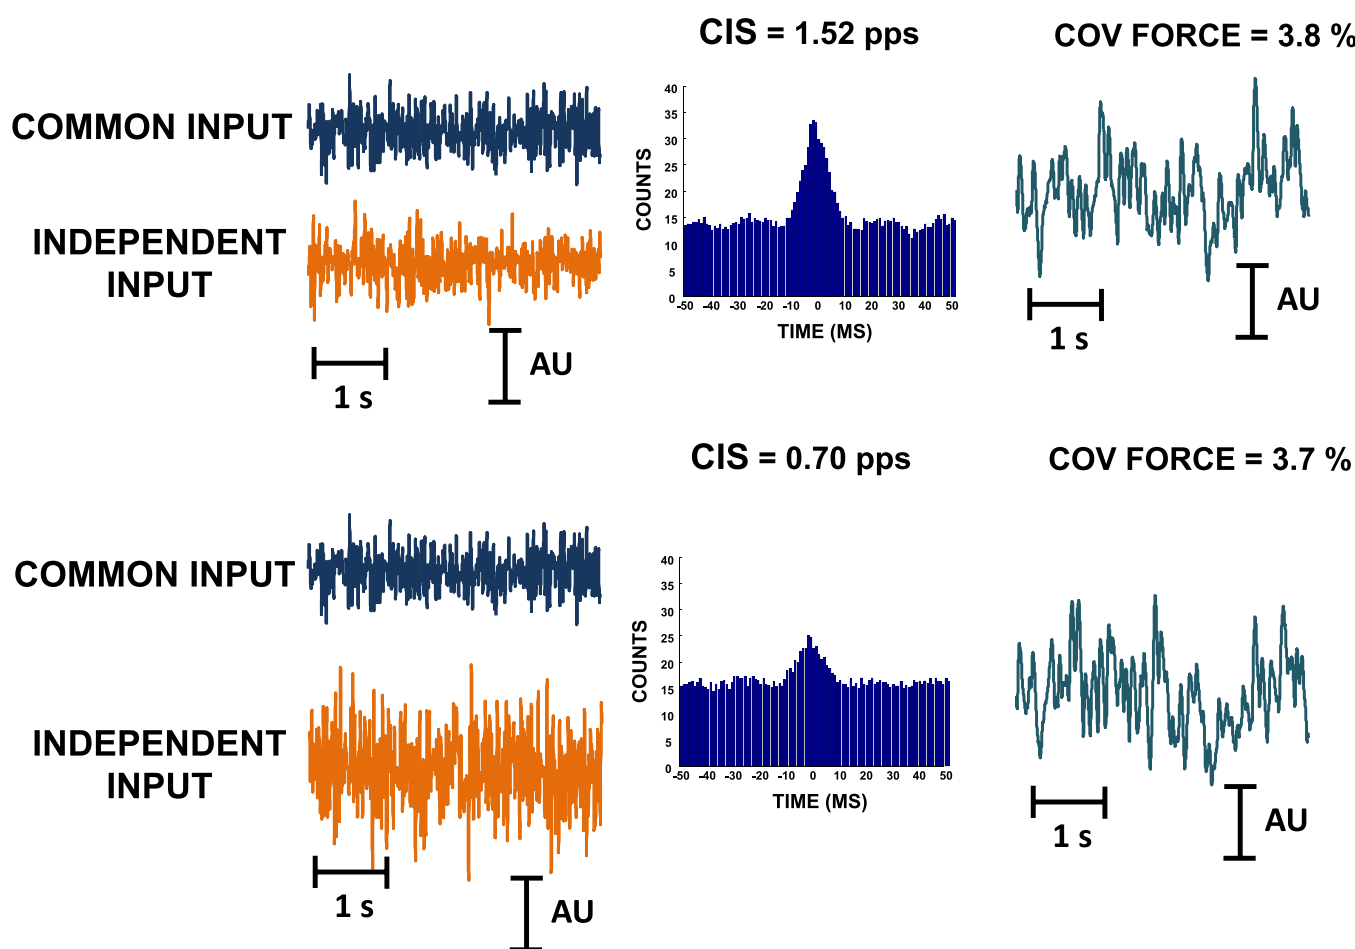 CIS = 1.52 pps
COV FORCE = 3.8 %
COMMON INPUT
INDEPENDENT
INPUT
1 s
AU
COUNTS
40
35
30
25
20
15
10
5
0
-50 -40 -30 -20 -10 0 10 20 30 40 50
TIME (MS)
1 s
AU
CIS = 0.70 pps
COV FORCE = 3.7 %
COMMON INPUT
INDEPENDENT
INPUT
1 s
AU
COUNTS
40
35
30
25
20
15
10
5
0
-50 -40 -30 -20 -10 0 10 20 30 40 50
TIME (MS)
1 s
AU